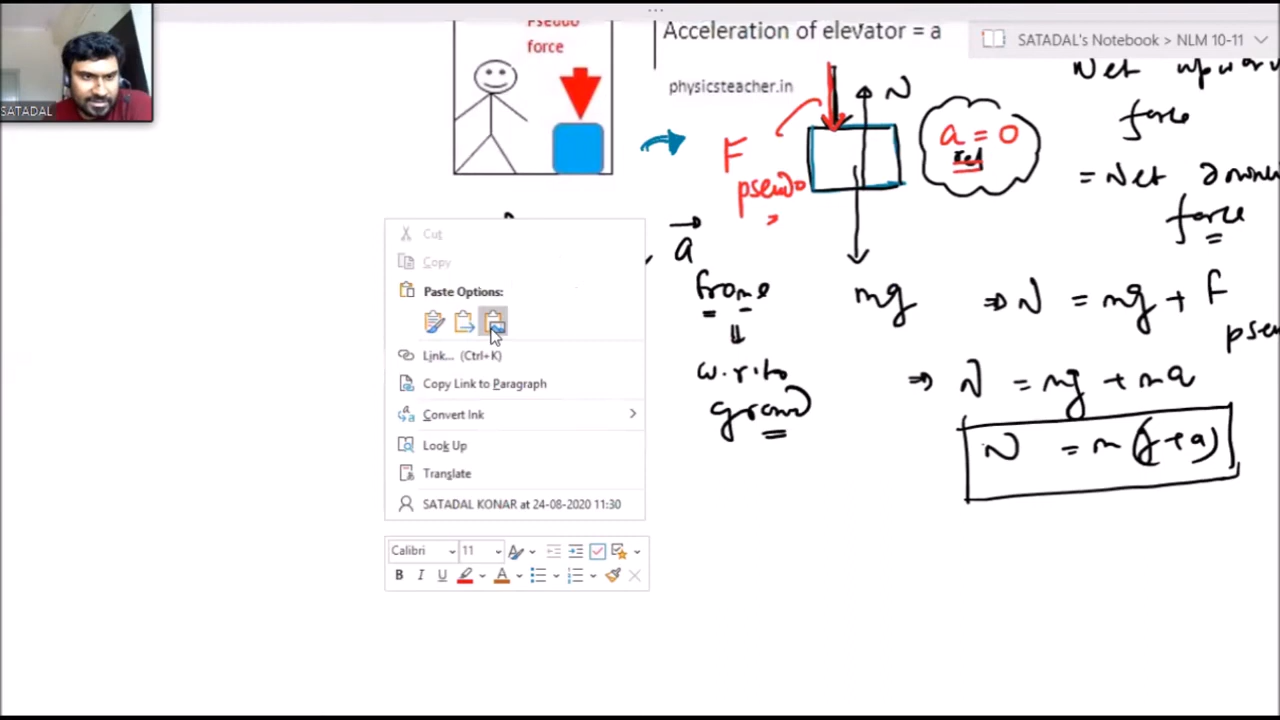 SATADAL
Pseudo
force
Acceleration of elevator = a
physicsteacher.in
SATADAL's Notebook > NLM 10-11
N
F
pseudo
a = 0
rel
Net upward
force
= Net down
force
a
frame
w.r.to
ground
mg
⇒ N = mg + F
pseu
⇒ N = mg + ma
N = m(g+a)
Cut
Copy
Paste Options:
Link... (Ctrl+K)
Copy Link to Paragraph
Convert Ink
Look Up
Translate
SATADAL KONAR at 24-08-2020 11:30
Calibri 11
B I U A